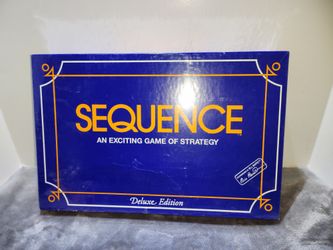 SEQUENCE
AN EXCITING GAME OF STRATEGY
Deluxe Edition